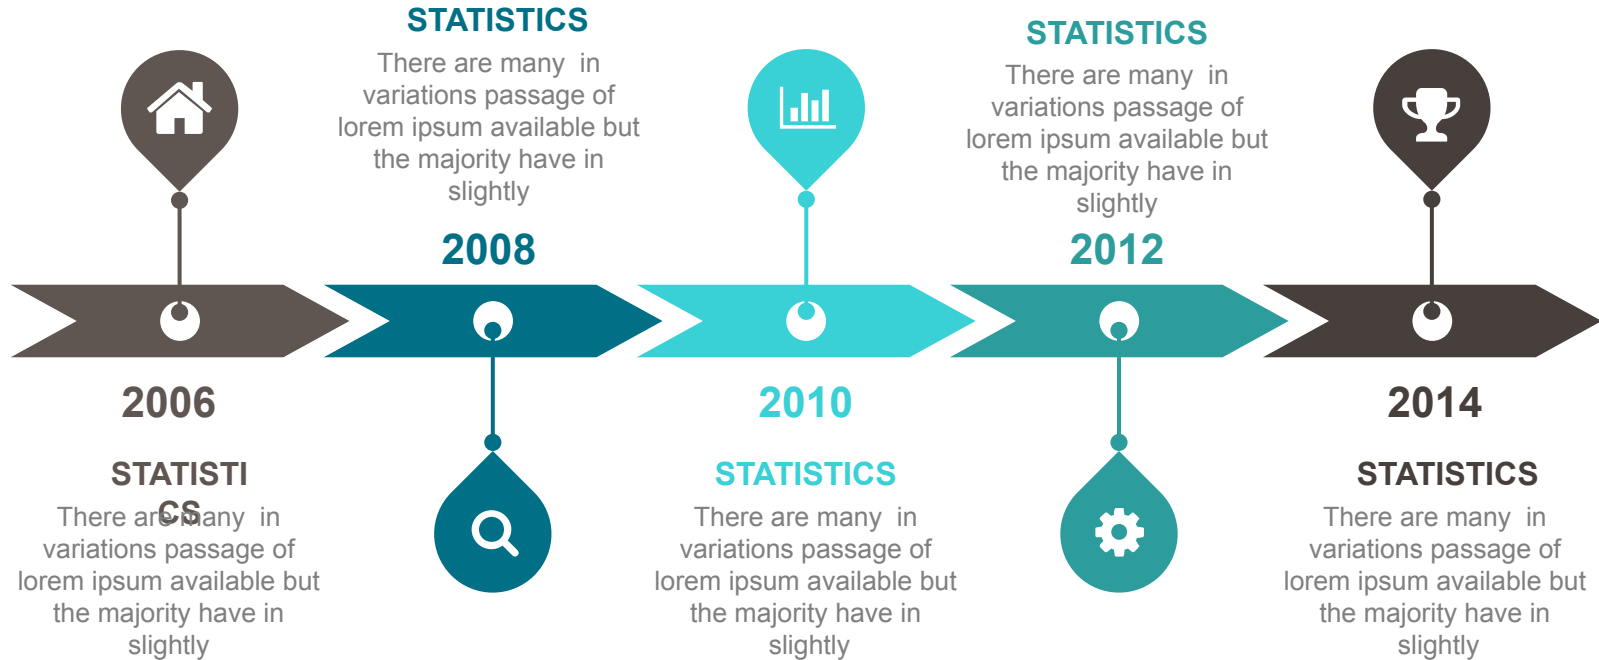 STATISTICS
There are many in
variations passage of
lorem ipsum available but
the majority have in
slightly
2008
STATISTICS
There are many in
variations passage of
lorem ipsum available but
the majority have in
slightly
2012
2006
STATISTI
CS
There are many in
variations passage of
lorem ipsum available but
the majority have in
slightly
2010
STATISTICS
There are many in
variations passage of
lorem ipsum available but
the majority have in
slightly
2014
STATISTICS
There are many in
variations passage of
lorem ipsum available but
the majority have in
slightly